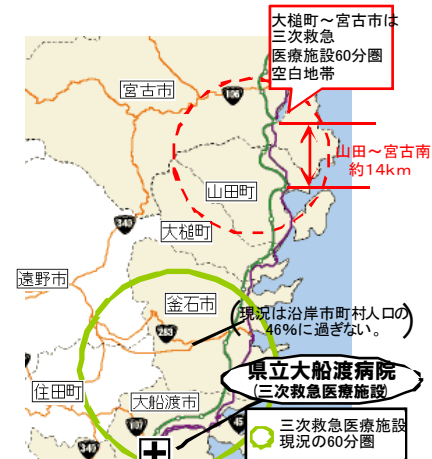 大槌町～宮古市は
三次救急
医療施設60分圏
空白地帯
宮古市
106
山田～宮古南
約14km
山田町
大槌町
340
遠野市
釜石市
283
現況は沿岸市町村人口の
46%に過ぎない。
県立大船渡病院
(三次救急医療施設)
住田町
大船渡市
107
45
340
三次救急医療施設
現況の60分圏